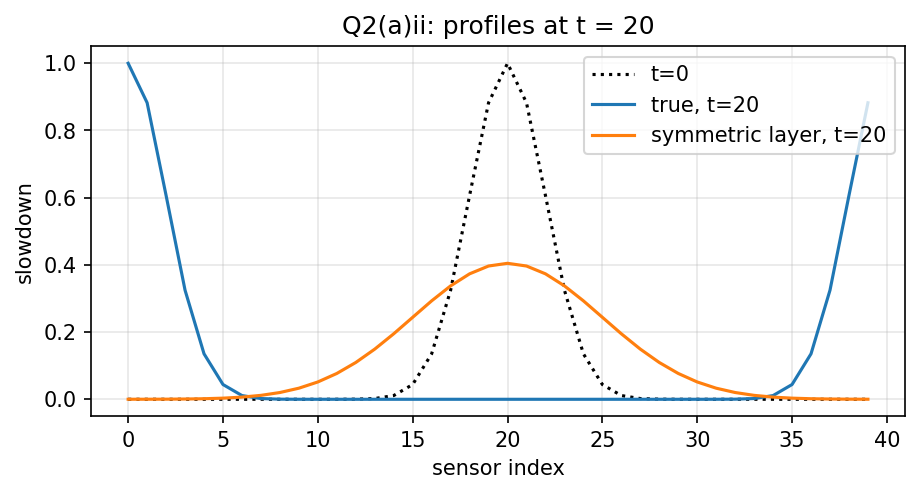 Q2(a)ii: profiles at t = 20
t=0
true, t=20
symmetric layer, t=20
slowdown
1.0
0.8
0.6
0.4
0.2
0.0
0 5 10 15 20 25 30 35 40
sensor index